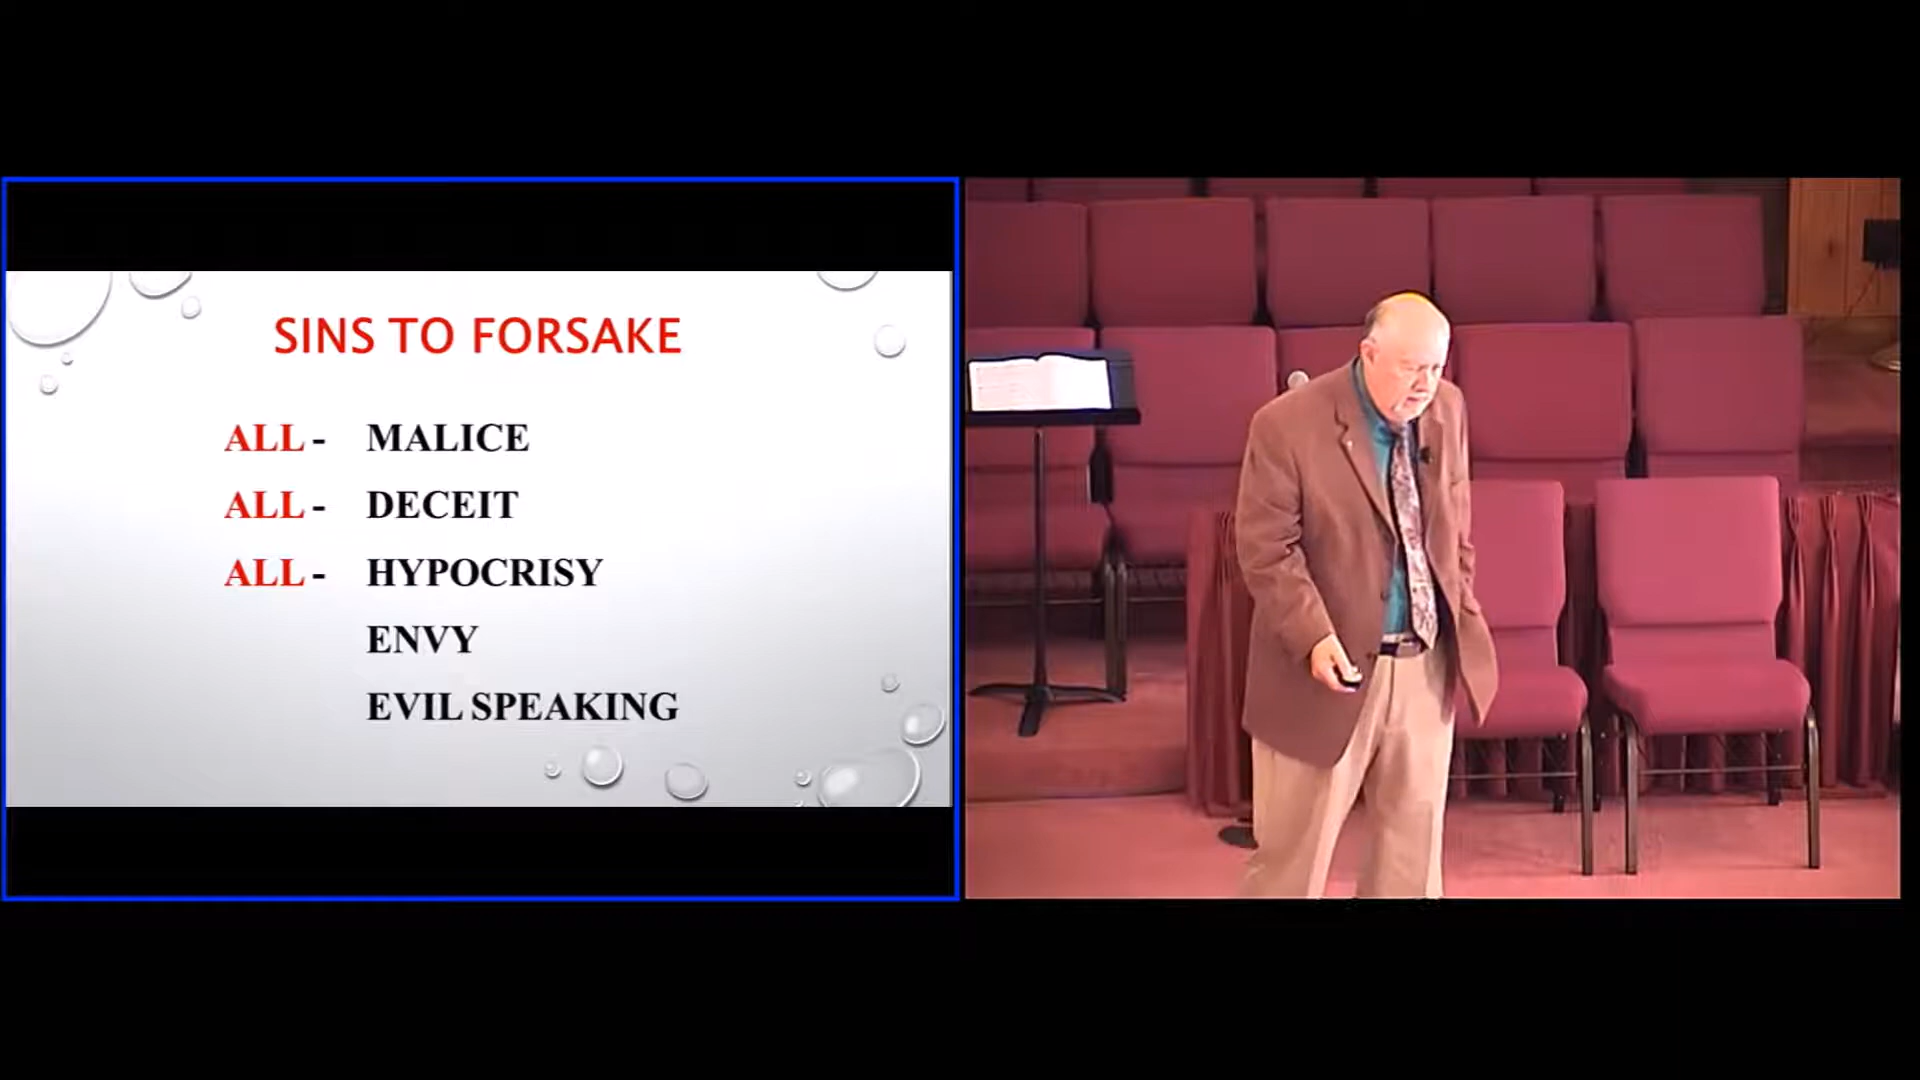 SINS TO FORSAKE
ALL - MALICE
ALL - DECEIT
ALL - HYPOCRISY
ENVY
EVIL SPEAKING